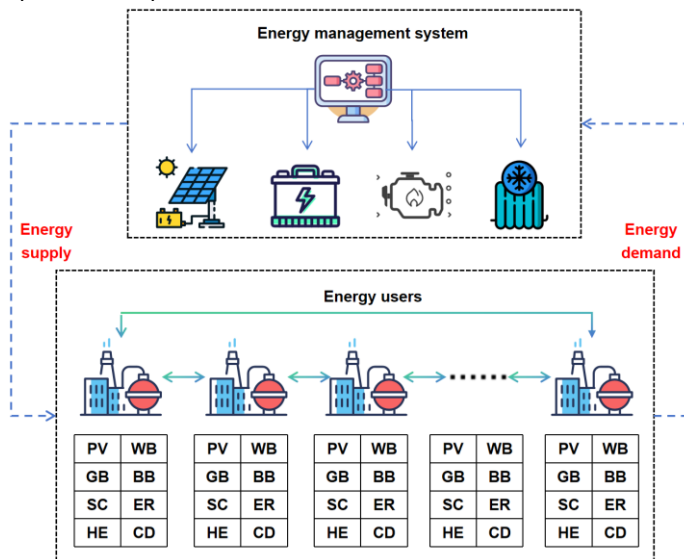 Energy management system
Energy
supply
Energy
demand
Energy users
PV WB PV WB PV WB PV WB PV WB
GB BB GB BB GB BB GB BB GB BB
SC ER SC ER SC ER SC ER SC ER
HE CD HE CD HE CD HE CD HE CD